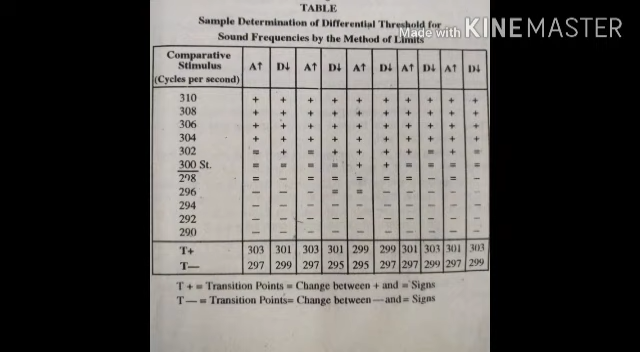 TABLE
Sample Determination of Differential Threshold for
Made with KINEMASTER
Sound Frequencies by the Method of Limits
Comparative
Stimulus
(Cycles per second) A↑ D↓ A↑ D↓ A↑ D↓ A↑ D↓ A↑ D↓
310 + + + + + + + + + +
308 + + + + + + + + + +
306 + + + + + + + + + +
304 + + + + + + + + + +
302 = + = + + + + = + =
300 St. = = = = + + = = = =
298 = — = = = = = — = —
296 — — — = = — — — — —
294 — — — — — — — — — —
292 — — — — — — — — — —
290 — — — — — — — — — —
T+ 303 301 303 301 299 299 301 303 301 303
T— 297 299 297 295 295 297 297 299 297 299
T + = Transition Points = Change between + and = Signs
T — = Transition Points= Change between —and= Signs